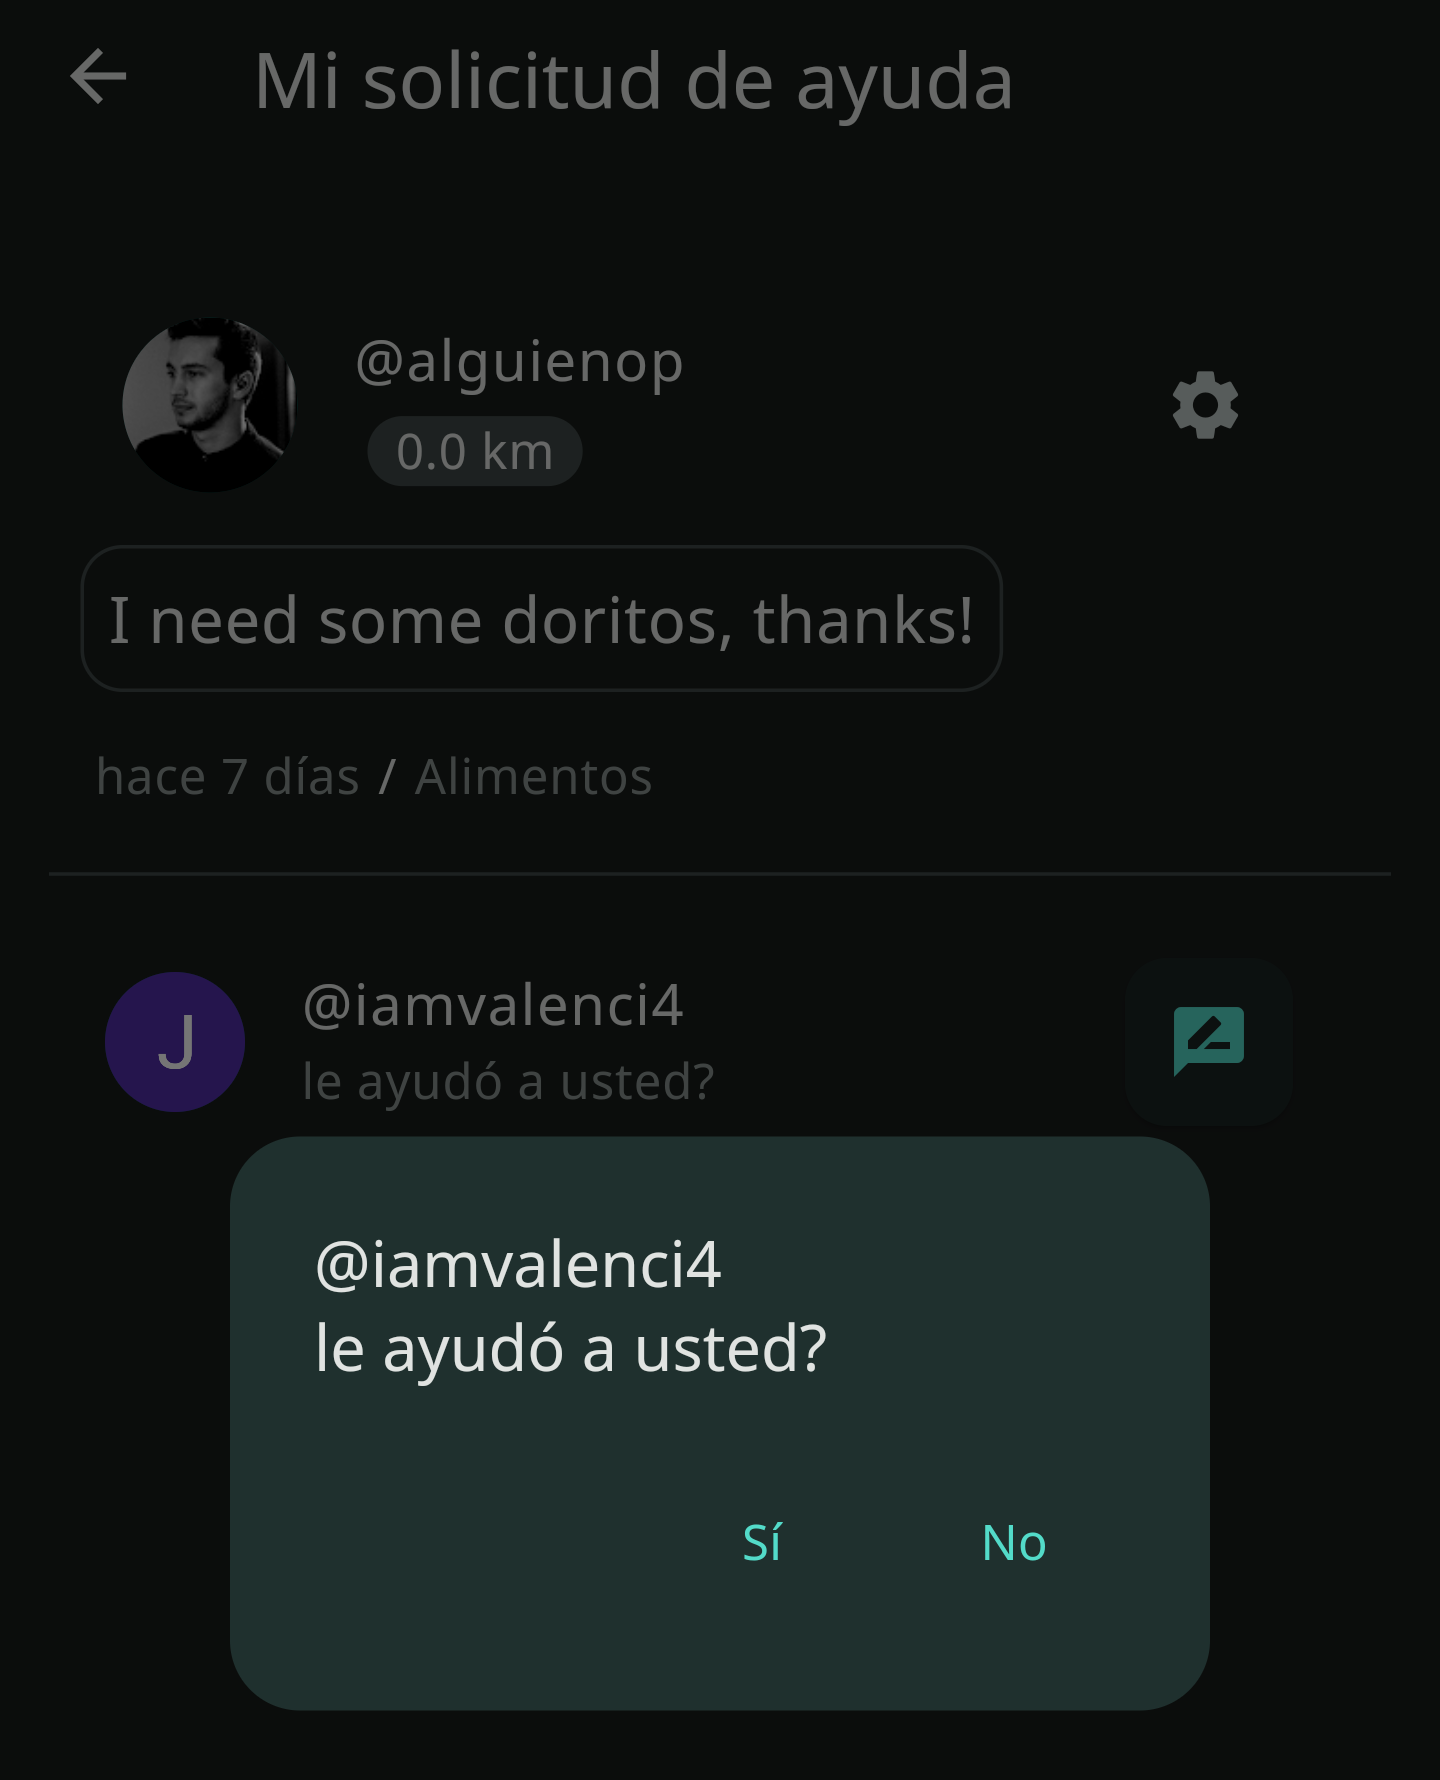 Mi solicitud de ayuda
@alguienop
0.0 km
I need some doritos, thanks!
hace 7 días / Alimentos
J
@iamvalenci4
le ayudó a usted?
@iamvalenci4
le ayudó a usted?
Sí No